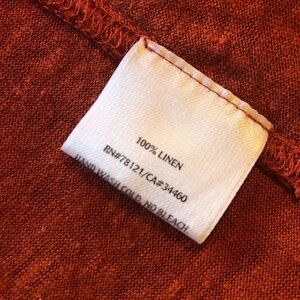 100% LINEN
RN#78121/CA#34460
HAND WASH COLD, NO BLEACH,